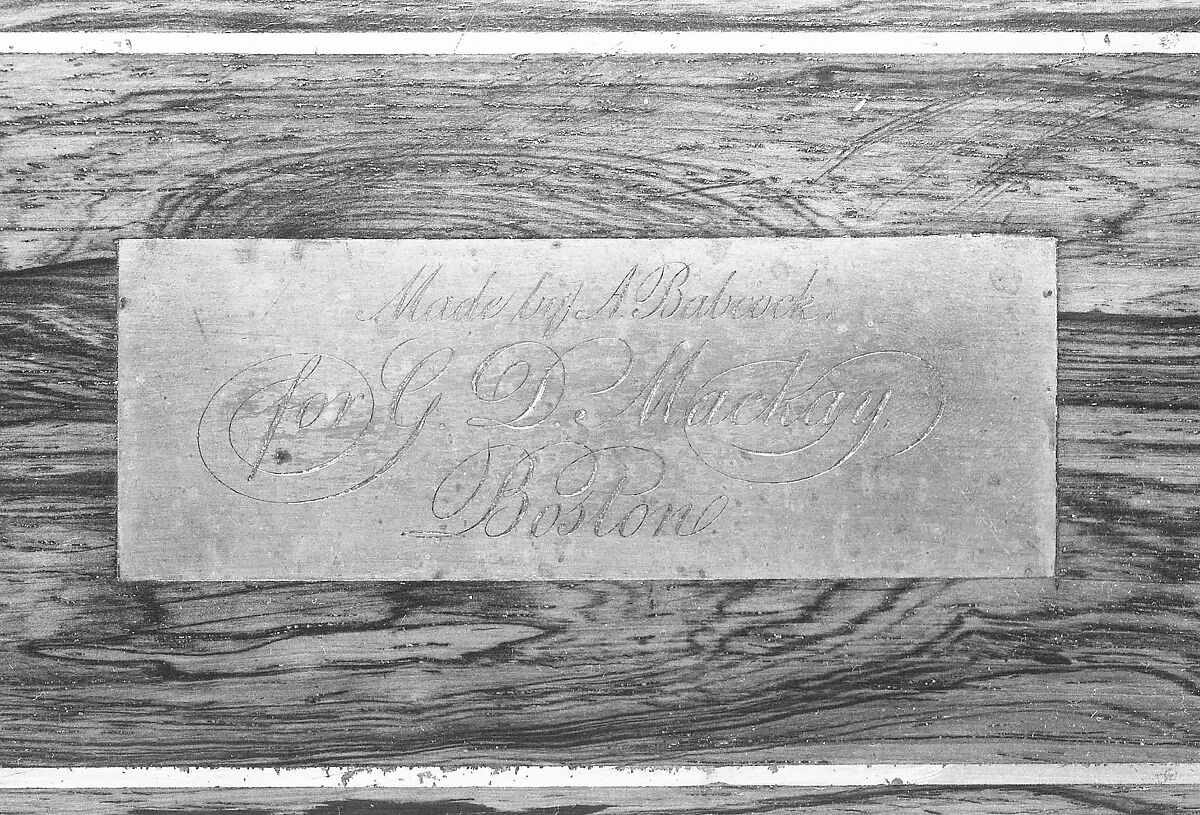 Made by A. Babcock.
for G. D. Mackay.
Boston.